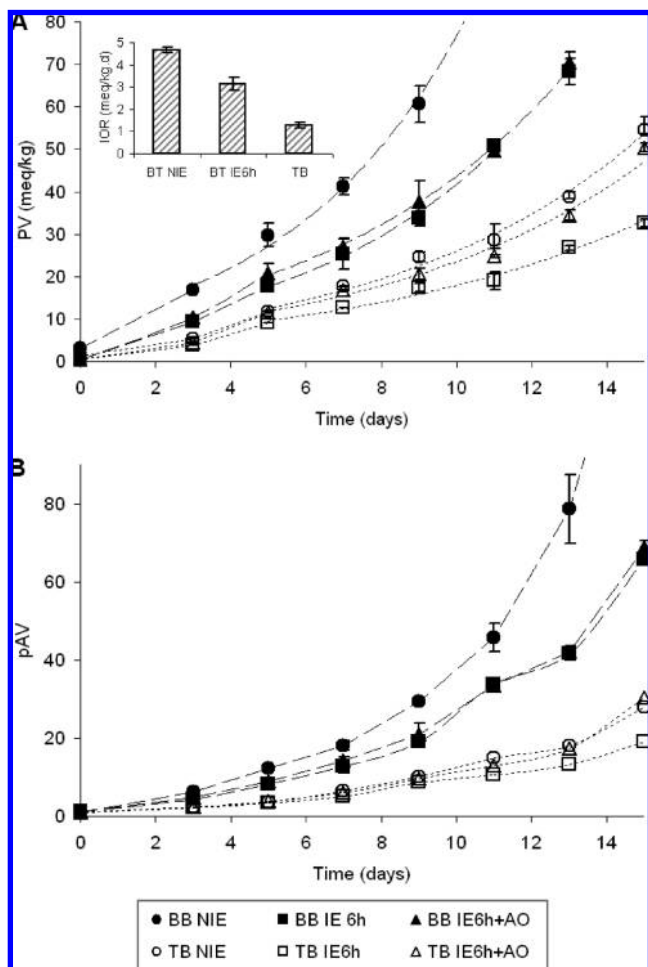 A
80
70
60
50
40
30
20
10
0
PV (meq/kg)
5
4
3
2
1
0
IOR (meq/kg.d)
BT NIE BT IE6h TB
0 2 4 6 8 10 12 14
Time (days)
B
80
60
40
20
0
pAV
0 2 4 6 8 10 12 14
Time (days)
BB NIE BB IE 6h BB IE6h+AO
TB NIE TB IE6h TB IE6h+AO